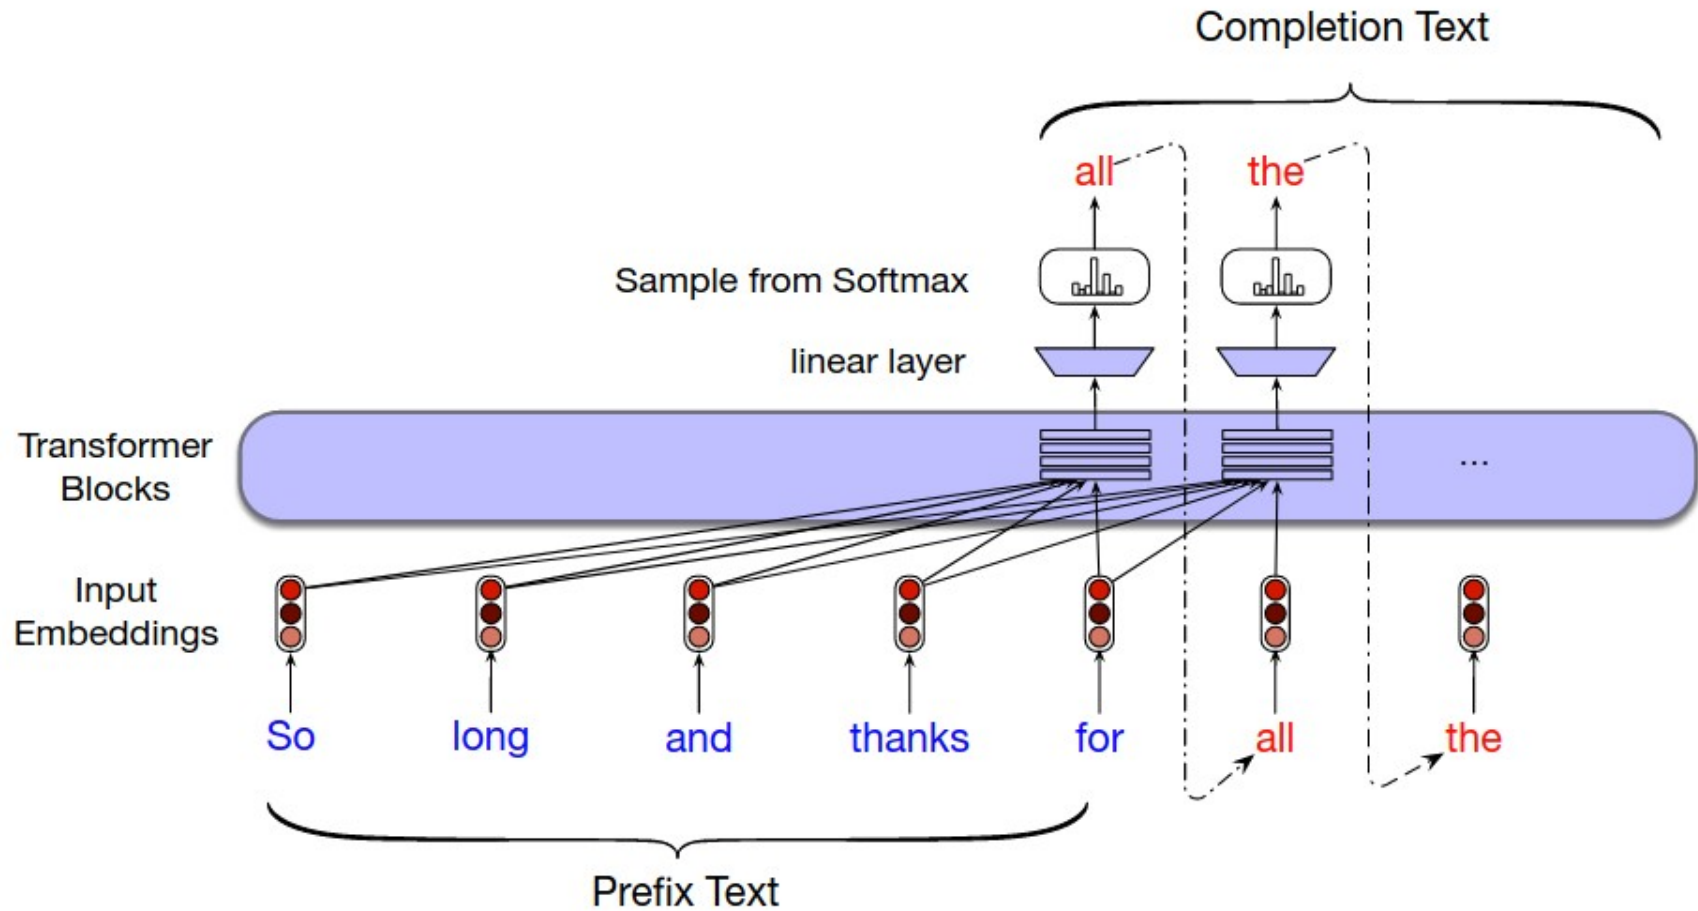 Completion Text
all the
Sample from Softmax
linear layer
Transformer
Blocks
...
Input
Embeddings
So long and thanks for all the
Prefix Text